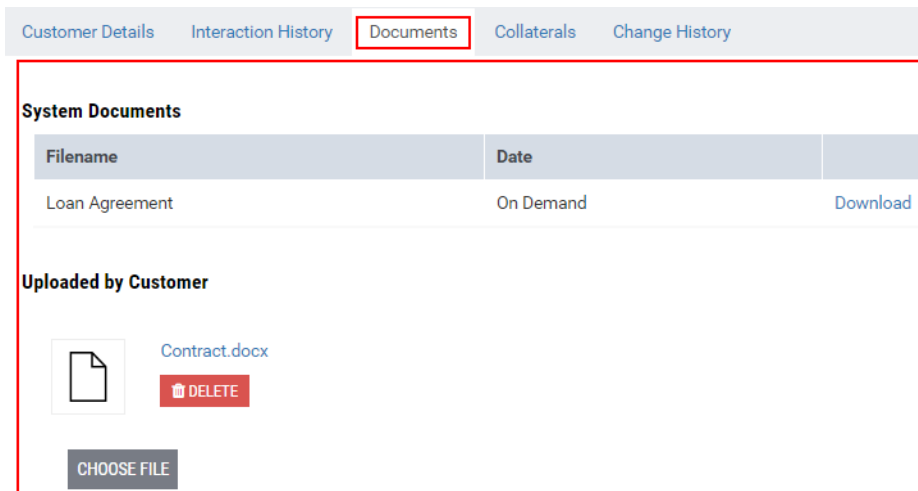 Customer Details Interaction History Documents Collaterals Change History
System Documents
Filename Date
Loan Agreement On Demand Download
Uploaded by Customer
Contract.docx
DELETE
CHOOSE FILE